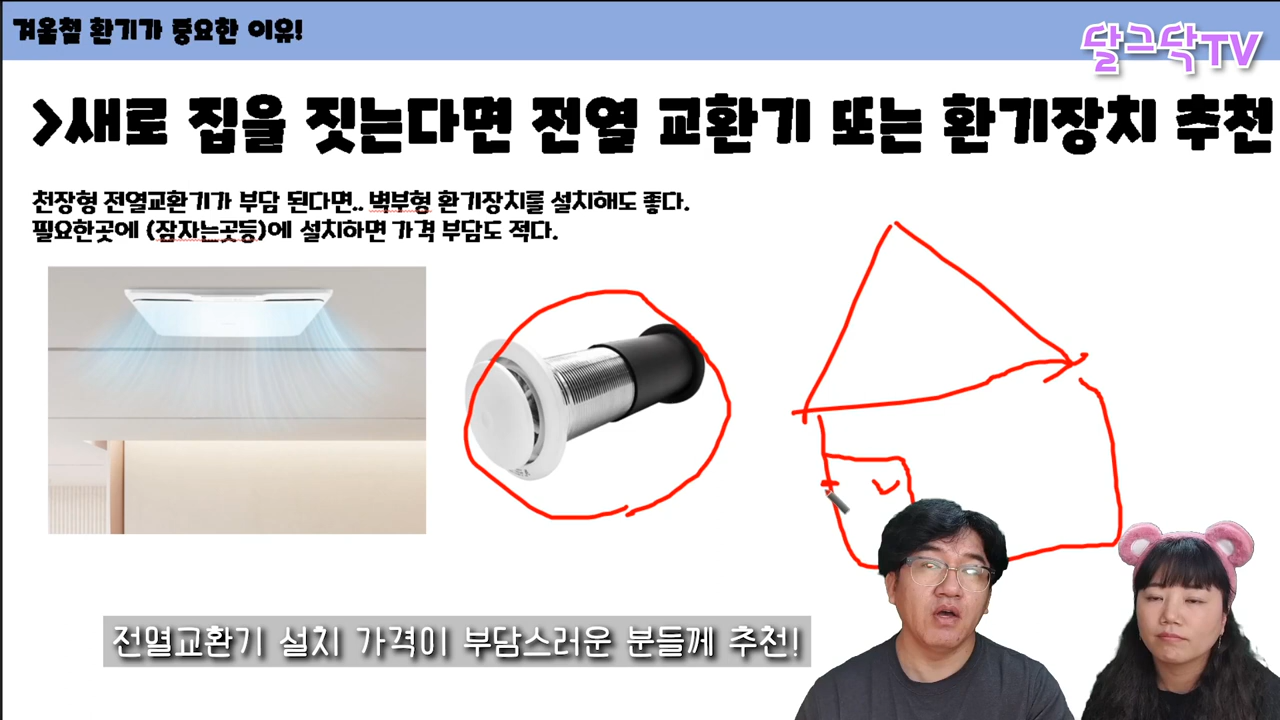 겨울철 환기가 중요한 이유!
달그닥TV
>새로 집을 짓는다면 전열 교환기 또는 환기장치 추천
천장형 전열교환기가 부담 된다면.. 벽부형 환기장치를 설치해도 좋다.
필요한곳에 (잠자는곳등)에 설치하면 가격 부담도 적다.
전열교환기 설치 가격이 부담스러운 분들께 추천!